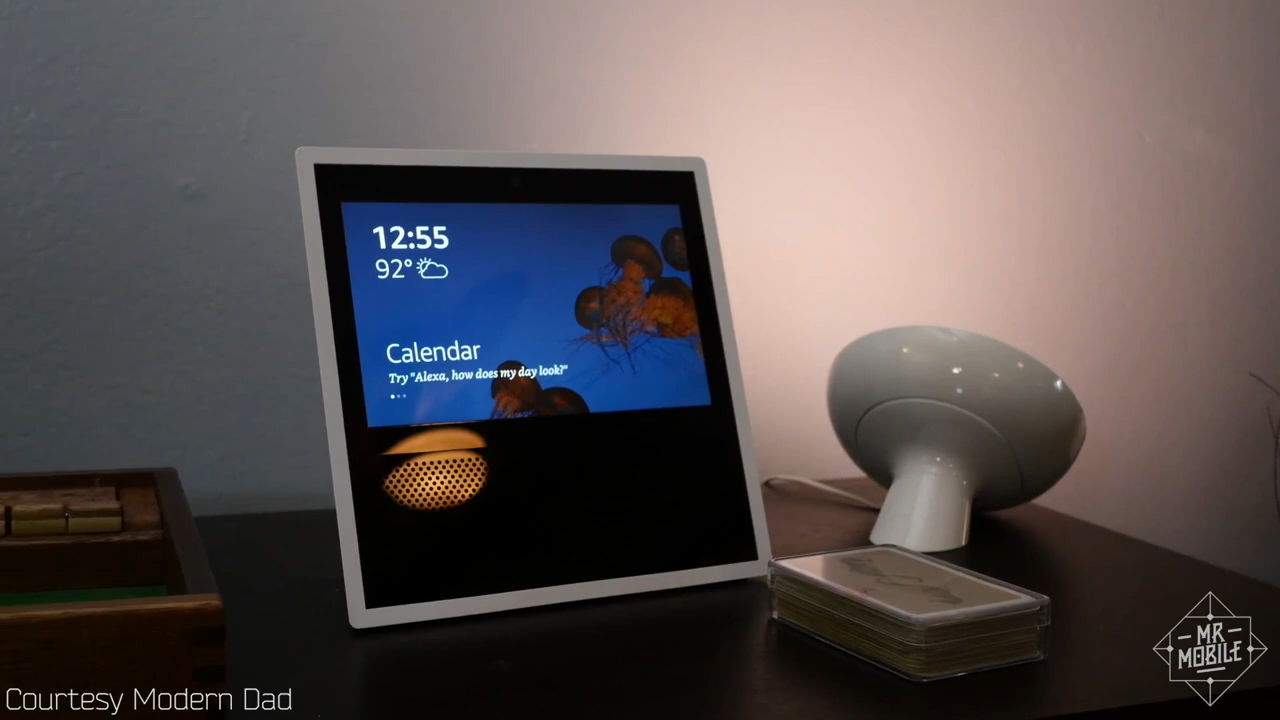 12:55
92°
Calendar
Try "Alexa, how does my day look?"
MR
MOBILE
Courtesy Modern Dad